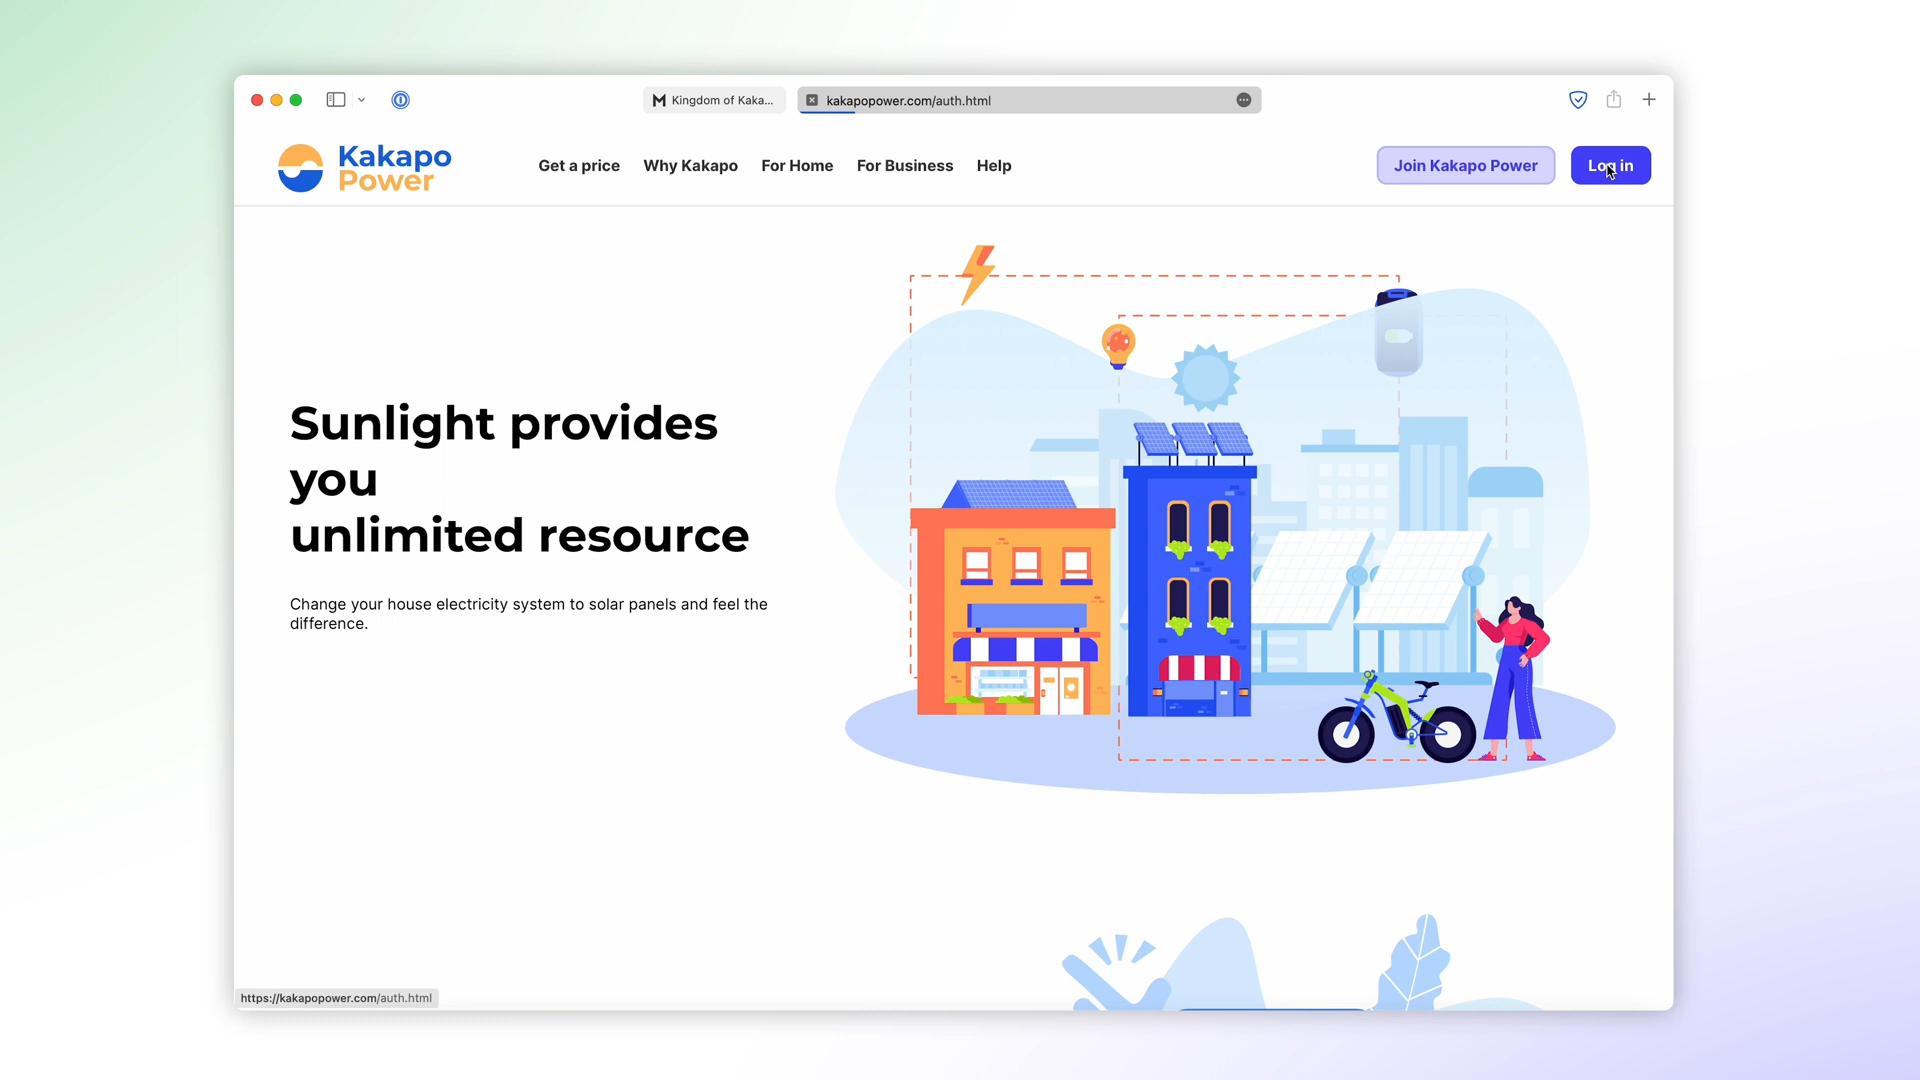 Kingdom of Kaka...
kakapopower.com/auth.html
Kakapo
Power
Get a price
Why Kakapo
For Home
For Business
Help
Join Kakapo Power
Log in
Sunlight provides
you
unlimited resource
Change your house electricity system to solar panels and feel the
difference.
https://kakapopower.com/auth.html